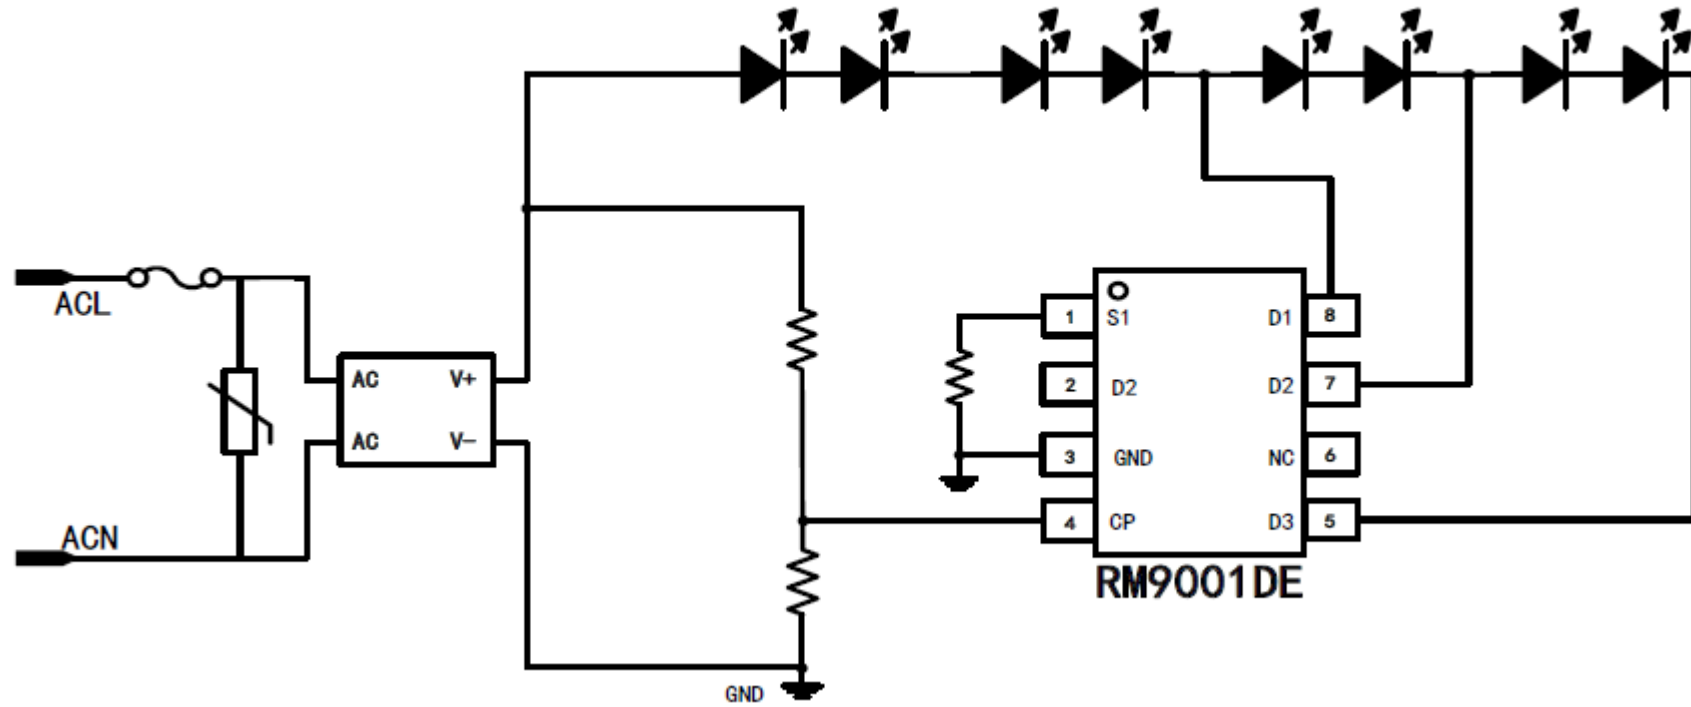 ACL
ACN
AC V+
AC V-
1 S1 D1 8
2 D2 D2 7
3 GND NC 6
4 CP D3 5
RM9001DE
GND